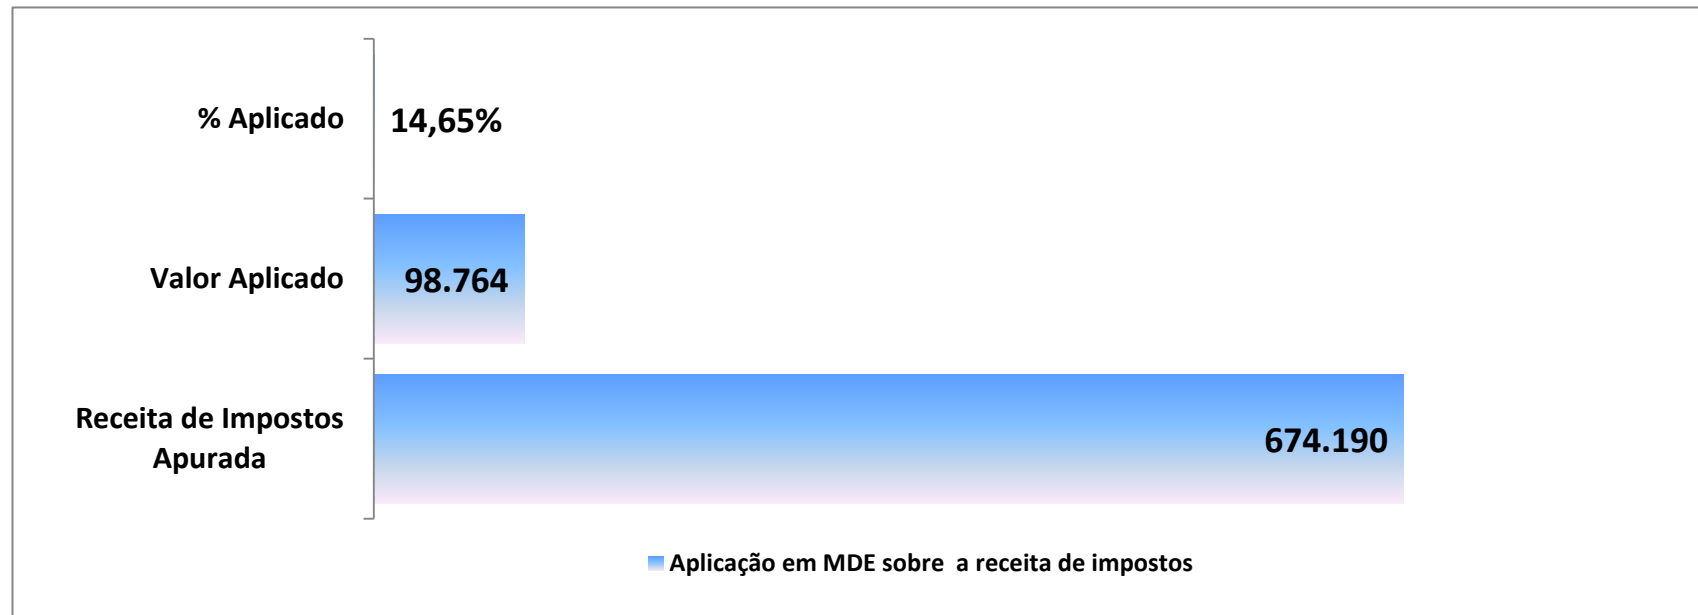 % Aplicado
14,65%
Valor Aplicado
98.764
Receita de Impostos
Apurada
674.190
Aplicação em MDE sobre  a receita de impostos